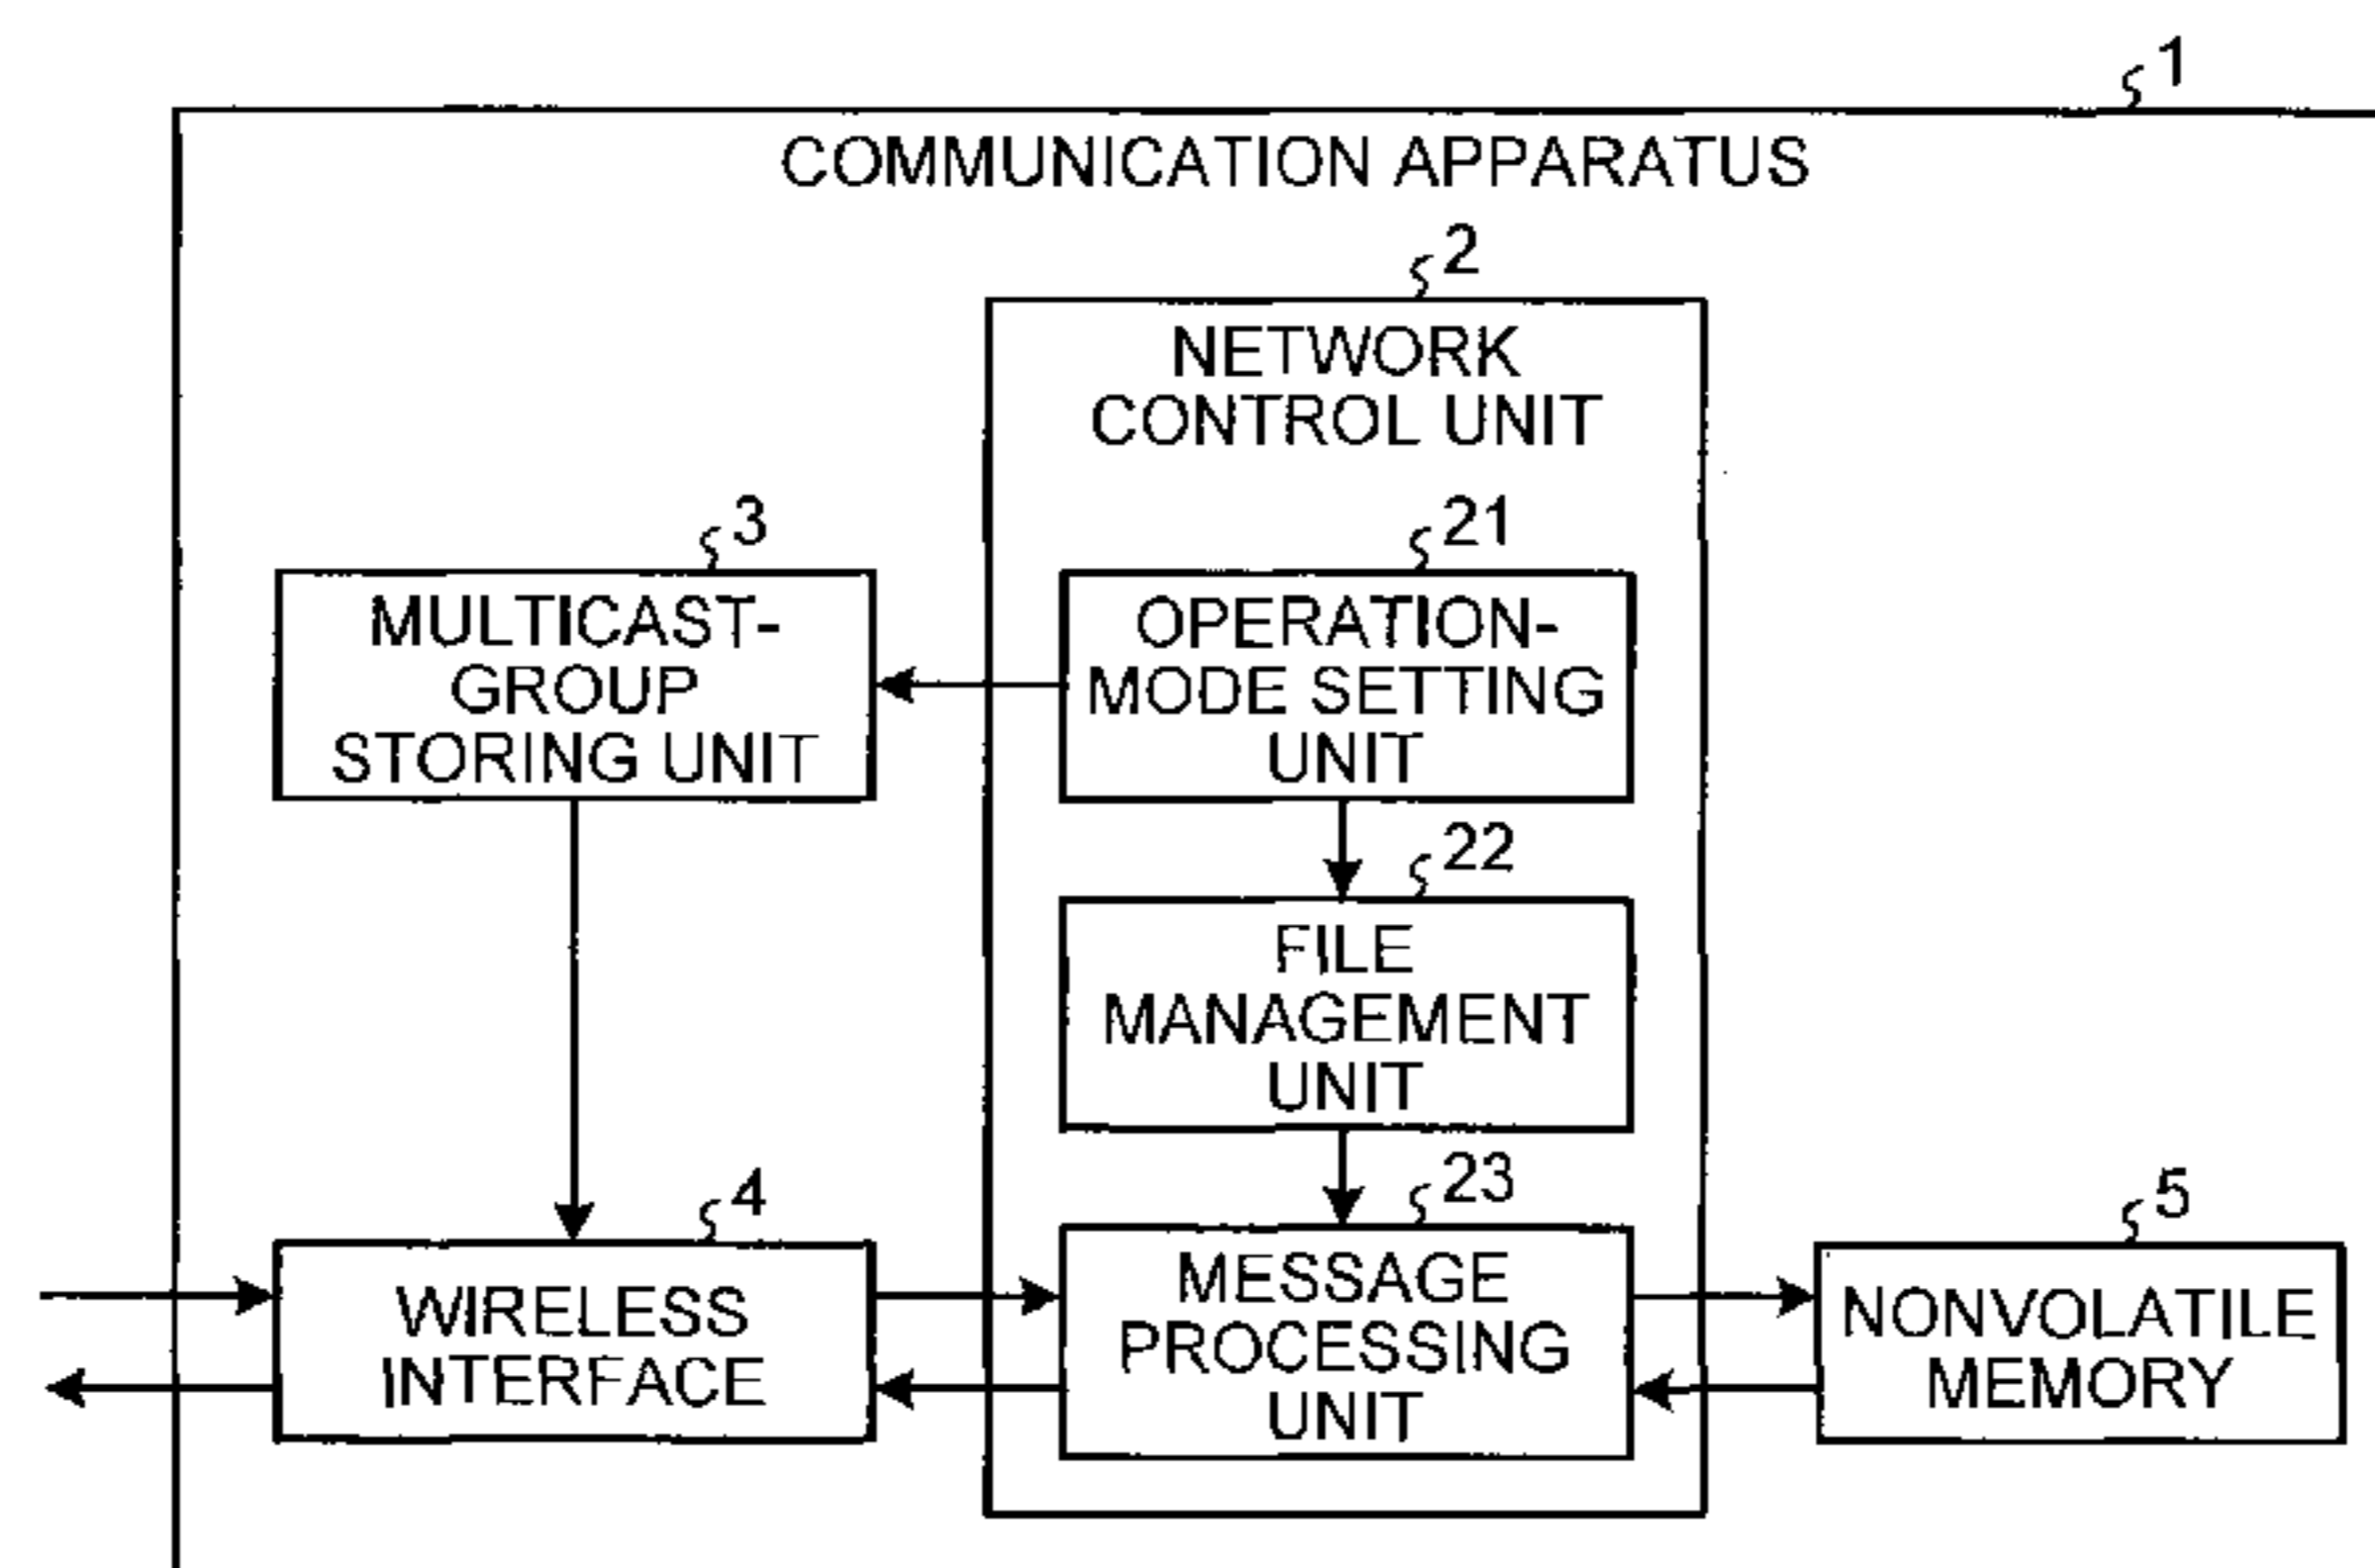 1
COMMUNICATION APPARATUS
2
NETWORK
CONTROL UNIT
3
MULTICAST-
GROUP
STORING UNIT
21
OPERATION-
MODE SETTING
UNIT
22
FILE
MANAGEMENT
UNIT
4
WIRELESS
INTERFACE
23
MESSAGE
PROCESSING
UNIT
5
NONVOLATILE
MEMORY